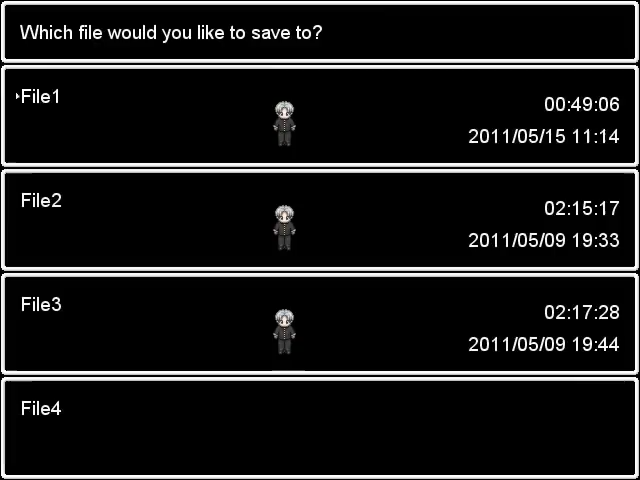 Which file would you like to save to?
File1
00:49:06
2011/05/15 11:14
File2
02:15:17
2011/05/09 19:33
File3
02:17:28
2011/05/09 19:44
File4